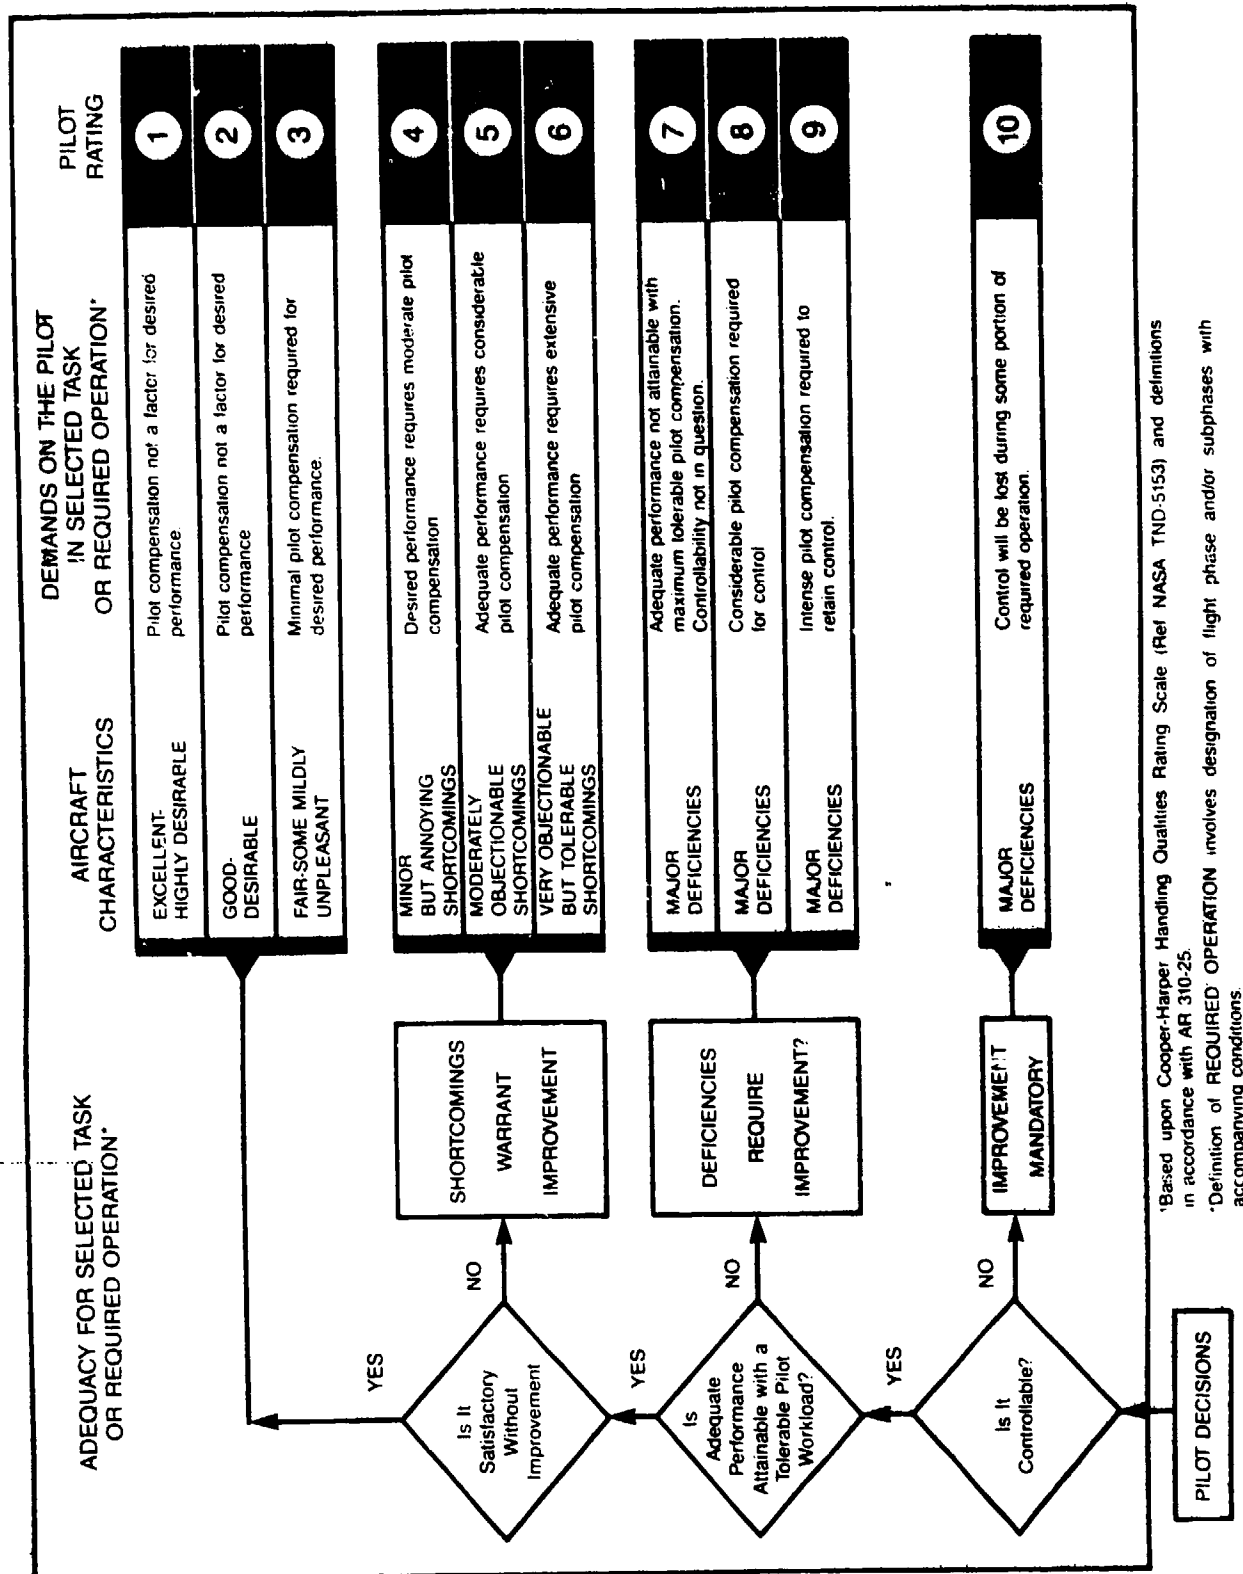 ADEQUACY FOR SELECTED TASK
OR REQUIRED OPERATION*
AIRCRAFT
CHARACTERISTICS
DEMANDS ON THE PILOT
IN SELECTED TASK
OR REQUIRED OPERATION*
PILOT
RATING
EXCELLENT-
HIGHLY DESIRABLE
Pilot compensation not a factor for desired
performance.
1
GOOD-
DESIRABLE
Pilot compensation not a factor for desired
performance
2
FAIR-SOME MILDLY
UNPLEASANT
Minimal pilot compensation required for
desired performance.
3
YES
Is It
Satisfactory
Without
Improvement
NO
SHORTCOMINGS
WARRANT
IMPROVEMENT
MINOR
BUT ANNOYING
SHORTCOMINGS
Desired performance requires moderate pilot
compensation
4
MODERATELY
OBJECTIONABLE
SHORTCOMINGS
Adequate performance requires considerable
pilot compensation
5
VERY OBJECTIONABLE
BUT TOLERABLE
SHORTCOMINGS
Adequate performance requires extensive
pilot compensation
6
YES
Is
Adequate
Performance
Attainable with a
Tolerable Pilot
Workload?
NO
DEFICIENCIES
REQUIRE
IMPROVEMENT?
MAJOR
DEFICIENCIES
Adequate performance not attainable with
maximum tolerable pilot compensation.
Controllability not in question.
7
MAJOR
DEFICIENCIES
Considerable pilot compensation required
for control
8
MAJOR
DEFICIENCIES
Intense pilot compensation required to
retain control.
9
YES
Is It
Controllable?
NO
IMPROVEMENT
MANDATORY
MAJOR
DEFICIENCIES
Control will be lost during some portion of
required operation.
10
PILOT DECISIONS
'Based upon Cooper-Harper Handling Qualities Rating Scale (Ref NASA TND-5153) and definitions
in accordance with AR 310-25.
*Definition of REQUIRED OPERATION involves designation of flight phase and/or subphases with
accompanying conditions.